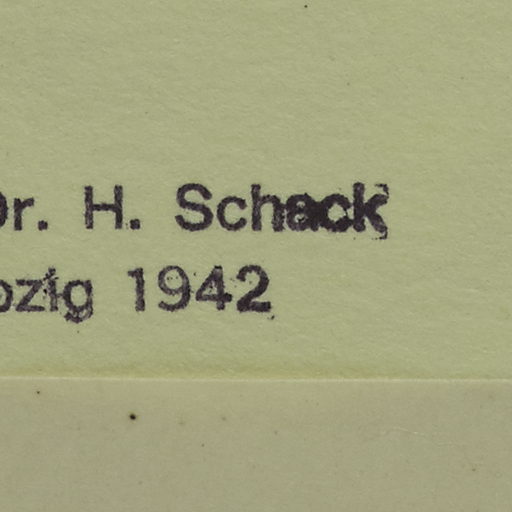 Dr. H. Schack
pzig 1942